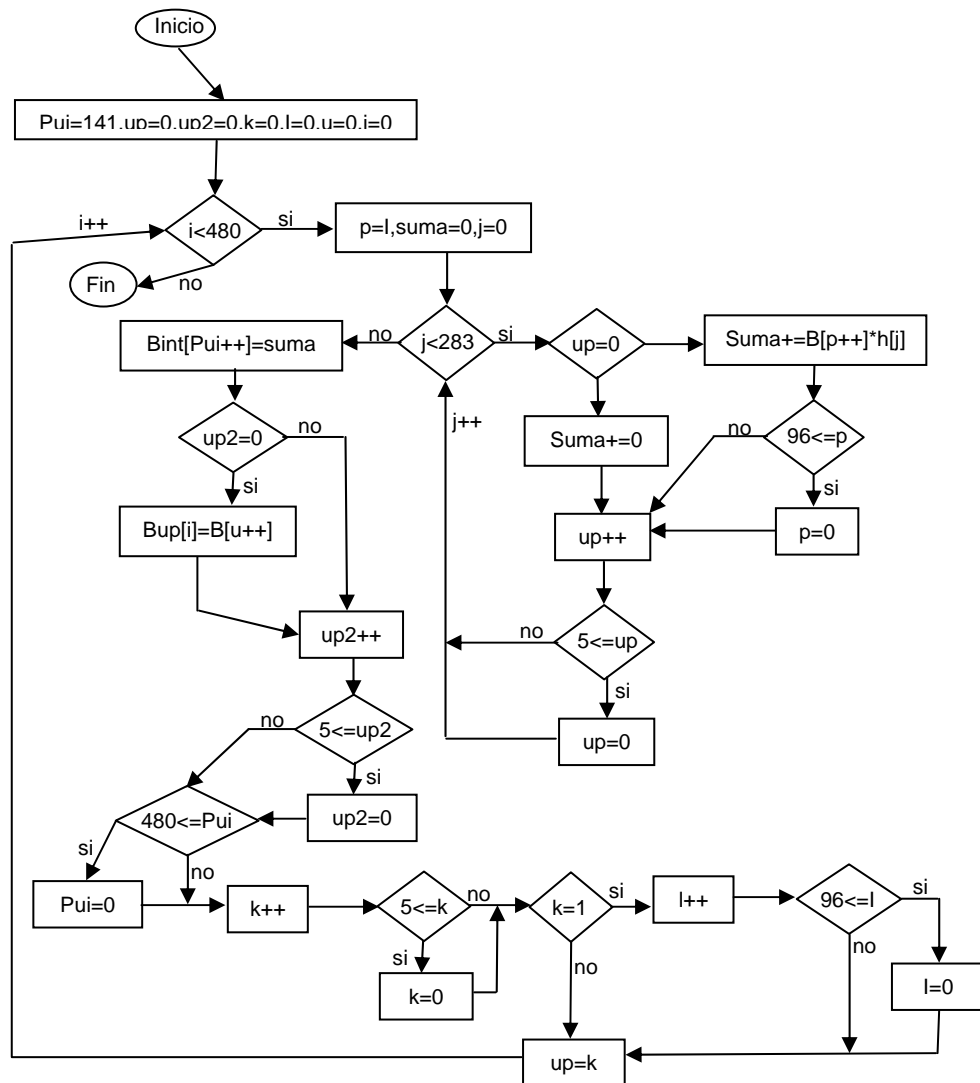 Inicio
Pui=141,up=0,up2=0,k=0,I=0,u=0,i=0
i++
i<480
si
no
Fin
p=I,suma=0,j=0
j<283
no
si
up=0
Suma+=B[p++]*h[j]
Bint[Pui++]=suma
j++
Suma+=0
96<=p
no
si
p=0
up++
up2=0
no
si
Bup[i]=B[u++]
up2++
5<=up
no
si
up=0
5<=up2
no
si
up2=0
480<=Pui
si
no
Pui=0
k++
5<=k
no
si
k=0
k=1
si
no
I++
96<=I
si
no
I=0
up=k